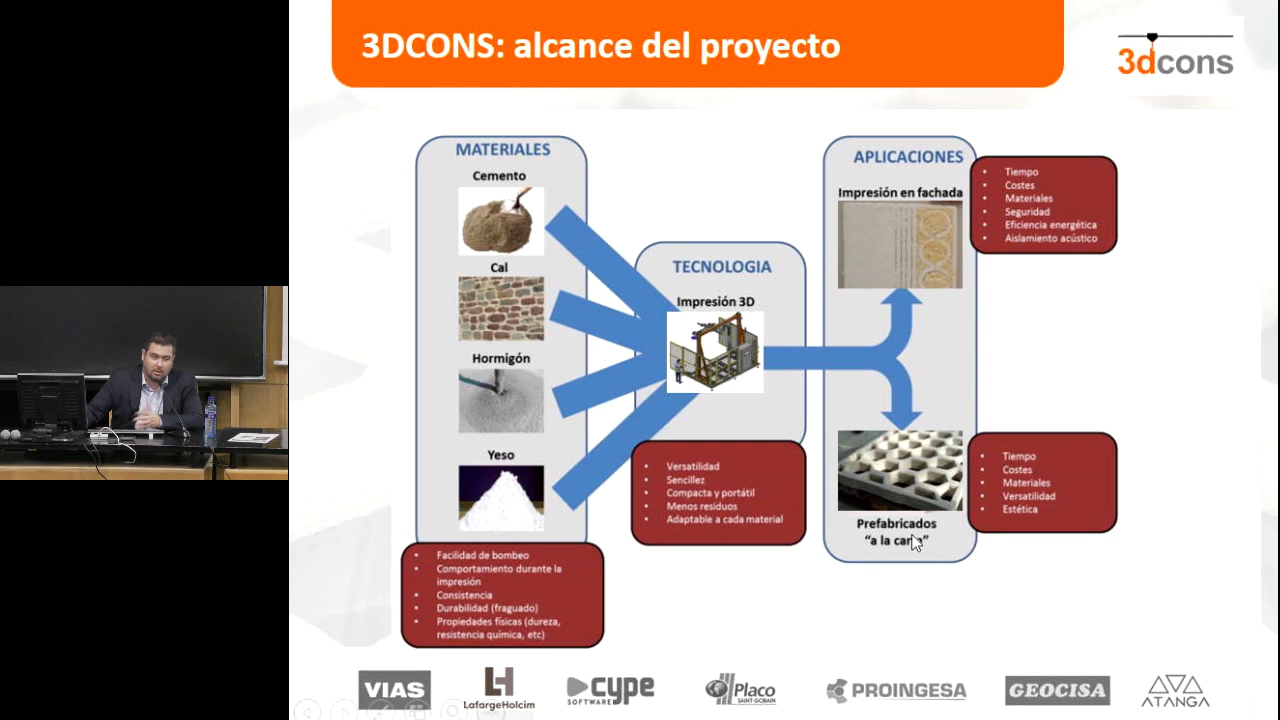 3DCONS: alcance del proyecto
3dcons
MATERIALES
Cemento
Cal
Hormigón
Yeso
• Facilidad de bombeo
• Comportamiento durante la
impresión
• Consistencia
• Durabilidad (fraguado)
• Propiedades físicas (dureza,
resistencia química, etc)
TECNOLOGIA
Impresión 3D
• Versatilidad
• Sencillez
• Compacta y portátil
• Menos residuos
• Adaptable a cada material
APLICACIONES
Impresión en fachada
• Tiempo
• Costes
• Materiales
• Seguridad
• Eficiencia energética
• Aislamiento acústico
Prefabricados
"a la carta"
• Tiempo
• Costes
• Materiales
• Versatilidad
• Estética
VIAS
LafargeHolcim
cype
SOFTWARE
Placo
SAINT-GOBAIN
PROINGESA
GEOCISA
ATANGA